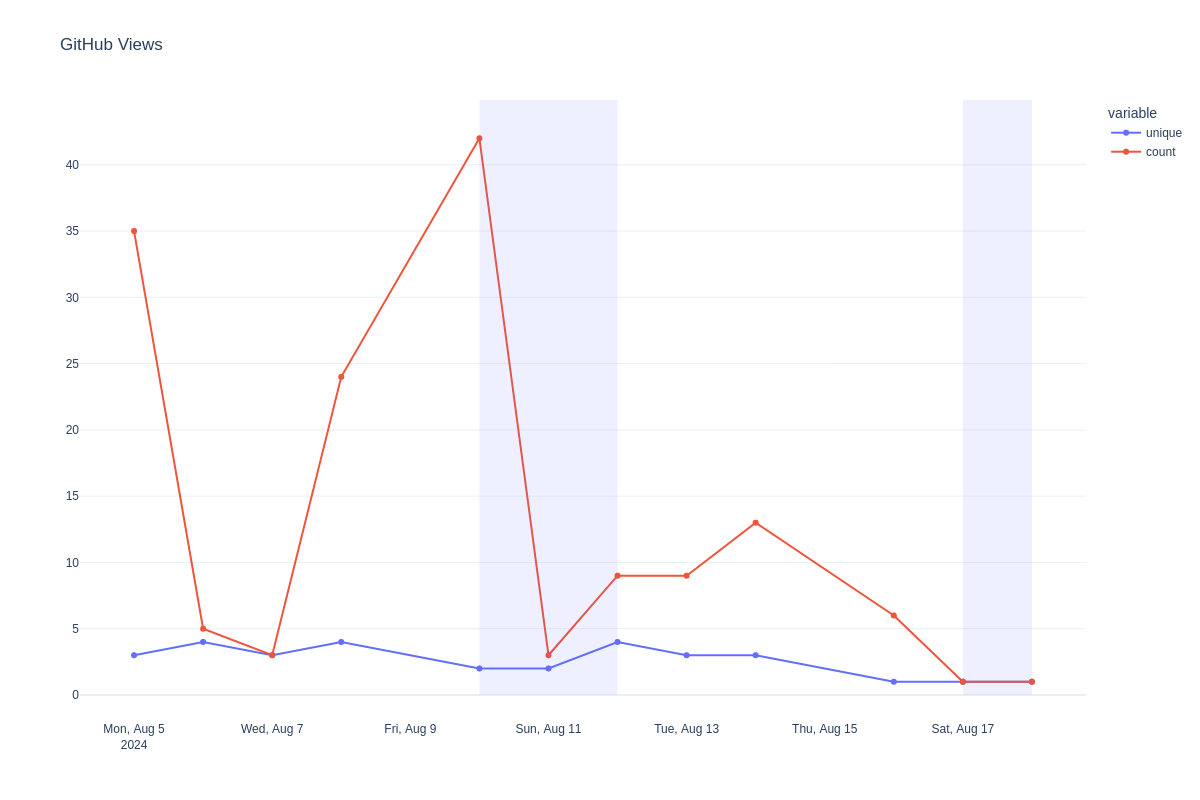 GitHub Views
variable
unique
count
40
35
30
25
20
15
10
5
0
Mon, Aug 5
2024
Wed, Aug 7
Fri, Aug 9
Sun, Aug 11
Tue, Aug 13
Thu, Aug 15
Sat, Aug 17